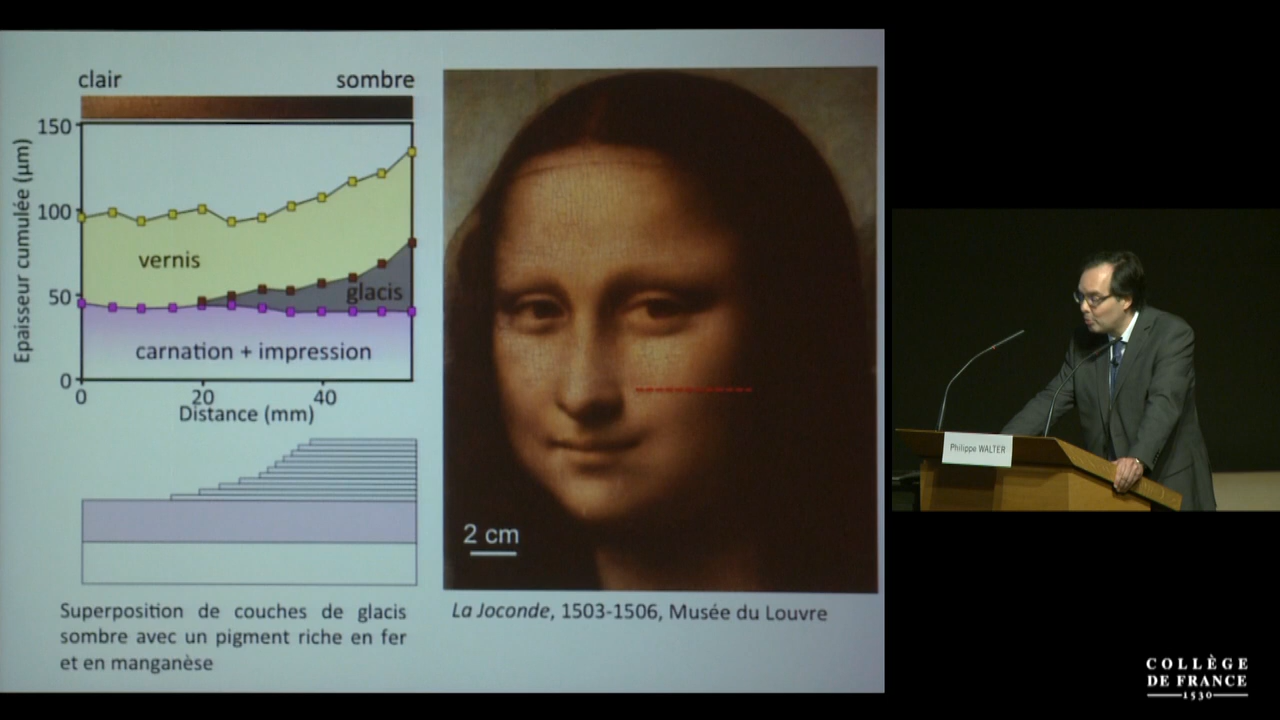 clair
sombre
150
100
50
0
Epaisseur cumulée (µm)
vernis
glacis
carnation + impression
0
20
40
Distance (mm)
Superposition de couches de glacis
sombre avec un pigment riche en fer
et en manganèse
2 cm
La Joconde, 1503-1506, Musée du Louvre
Philippe WALTER
COLLÈGE
DE FRANCE
1530